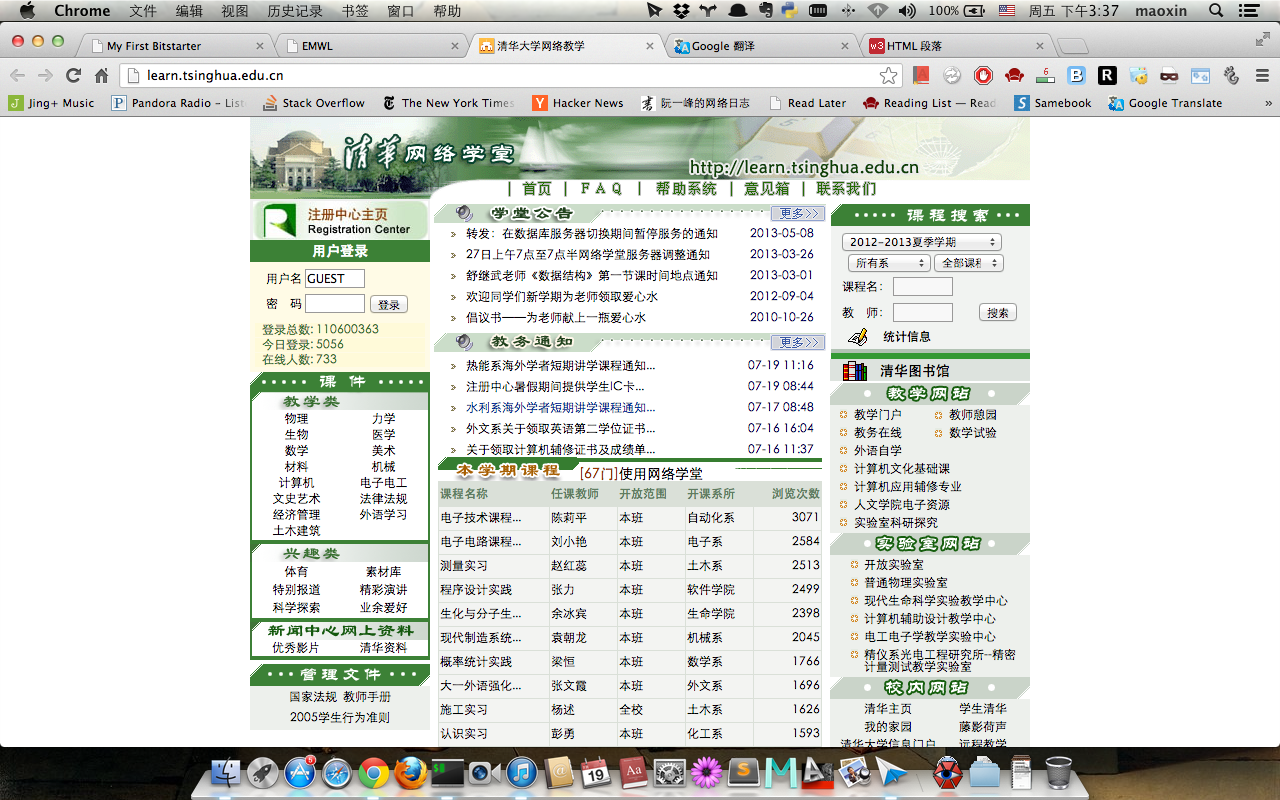 Chrome 文件 编辑 视图 历史记录 书签 窗口 帮助 100% 周五 下午3:37 maoxin
My First Bitstarter EMWL 清华大学网络教学 Google 翻译 HTML 段落
learn.tsinghua.edu.cn
Jing+ Music Pandora Radio – List Stack Overflow The New York Times Hacker News 阮一峰的网络日志 Read Later Reading List — Read Samebook Google Translate »
清华网络学堂
http://learn.tsinghua.edu.cn
| 首页 | F A Q | 帮助系统 | 意见箱 | 联系我们
注册中心主页
Registration Center
用户登录
用户名 GUEST
密 码 登录
登录总数: 110600363
今日登录: 5056
在线人数: 733
课 件
教学类
物理 力学
生物 医学
数学 美术
材料 机械
计算机 电子电工
文史艺术 法律法规
经济管理 外语学习
土木建筑
兴趣类
体育 素材库
特别报道 精彩演讲
科学探索 业余爱好
新闻中心网上资料
优秀影片 清华资料
管理文件
国家法规 教师手册
2005学生行为准则
学堂公告 更多>>
» 转发：在数据库服务器切换期间暂停服务的通知 2013-05-08
» 27日上午7点至7点半网络学堂服务器调整通知 2013-03-26
» 舒继武老师《数据结构》第一节课时间地点通知 2013-03-01
» 欢迎同学们新学期为老师领取爱心水 2012-09-04
» 倡议书——为老师献上一瓶爱心水 2010-10-26
教务通知 更多>>
» 热能系海外学者短期讲学课程通知... 07-19 11:16
» 注册中心暑假期间提供学生IC卡... 07-19 08:44
» 水利系海外学者短期讲学课程通知... 07-17 08:48
» 外文系关于领取英语第二学位证书... 07-16 16:04
» 关于领取计算机辅修证书及成绩单... 07-16 11:37
本学期课程 [67门]使用网络学堂
课程名称 任课教师 开放范围 开课系所 浏览次数
电子技术课程... 陈莉平 本班 自动化系 3071
电子电路课程... 刘小艳 本班 电子系 2584
测量实习 赵红蕊 本班 土木系 2513
程序设计实践 张力 本班 软件学院 2499
生化与分子生... 余冰宾 本班 生命学院 2398
现代制造系统... 袁朝龙 本班 机械系 2045
概率统计实践 梁恒 本班 数学系 1766
大一外语强化... 张文霞 本班 外文系 1696
施工实习 杨述 全校 土木系 1626
认识实习 彭勇 本班 化工系 1593
课程搜索
2012-2013夏季学期
所有系 全部课程
课程名:
教 师: 搜索
统计信息
清华图书馆
教学网站
教学门户 教师憩园
教务在线 数学试验
外语自学
计算机文化基础课
计算机应用辅修专业
人文学院电子资源
实验室科研探究
实验室网站
开放实验室
普通物理实验室
现代生命科学实验教学中心
计算机辅助设计教学中心
电工电子学教学实验中心
精仪系光电工程研究所--精密
计量测试教学实验室
校内网站
清华主页 学生清华
我的家园 藤影荷声
清华大学信息门户 远程教学